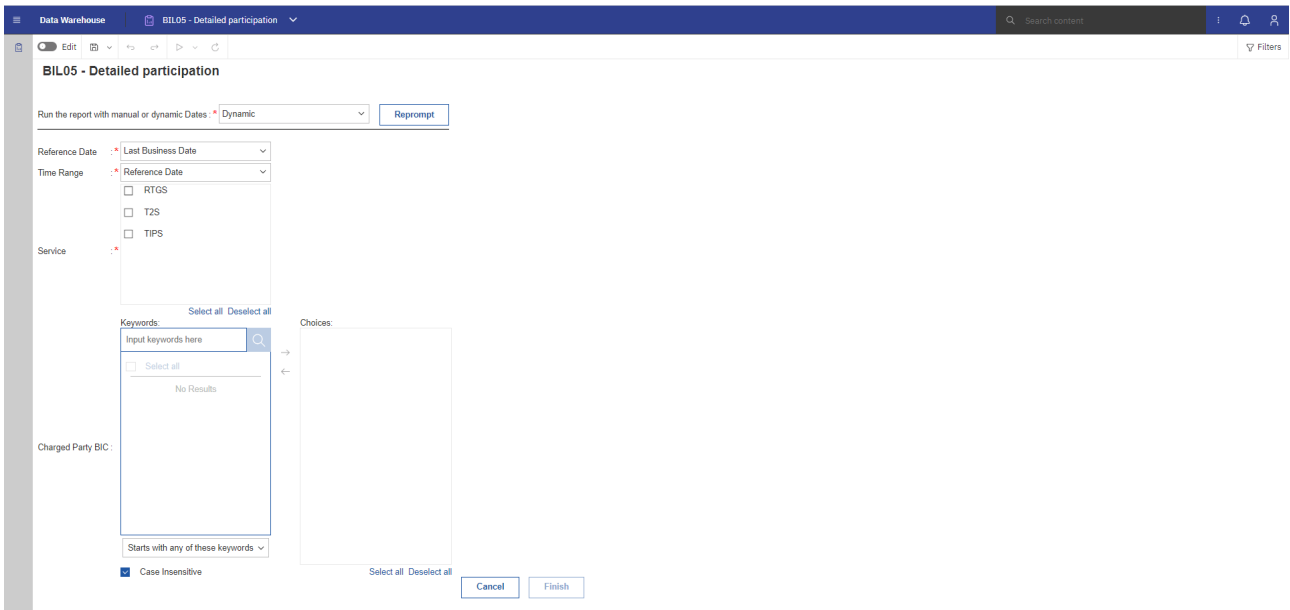 Data Warehouse
BIL05 - Detailed participation
Search content
Edit
Filters
BIL05 - Detailed participation
Run the report with manual or dynamic Dates : * Dynamic
Reprompt
Reference Date : * Last Business Date
Time Range : * Reference Date
RTGS
T2S
TIPS
Service : *
Select all Deselect all
Keywords:
Choices:
Input keywords here
Select all
No Results
Charged Party BIC :
Starts with any of these keywords
Case Insensitive
Select all Deselect all
Cancel
Finish